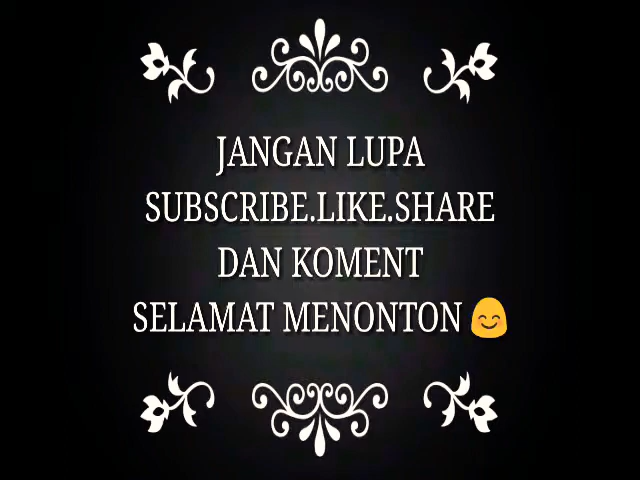 JANGAN LUPA
SUBSCRIBE.LIKE.SHARE
DAN KOMENT
SELAMAT MENONTON 😊